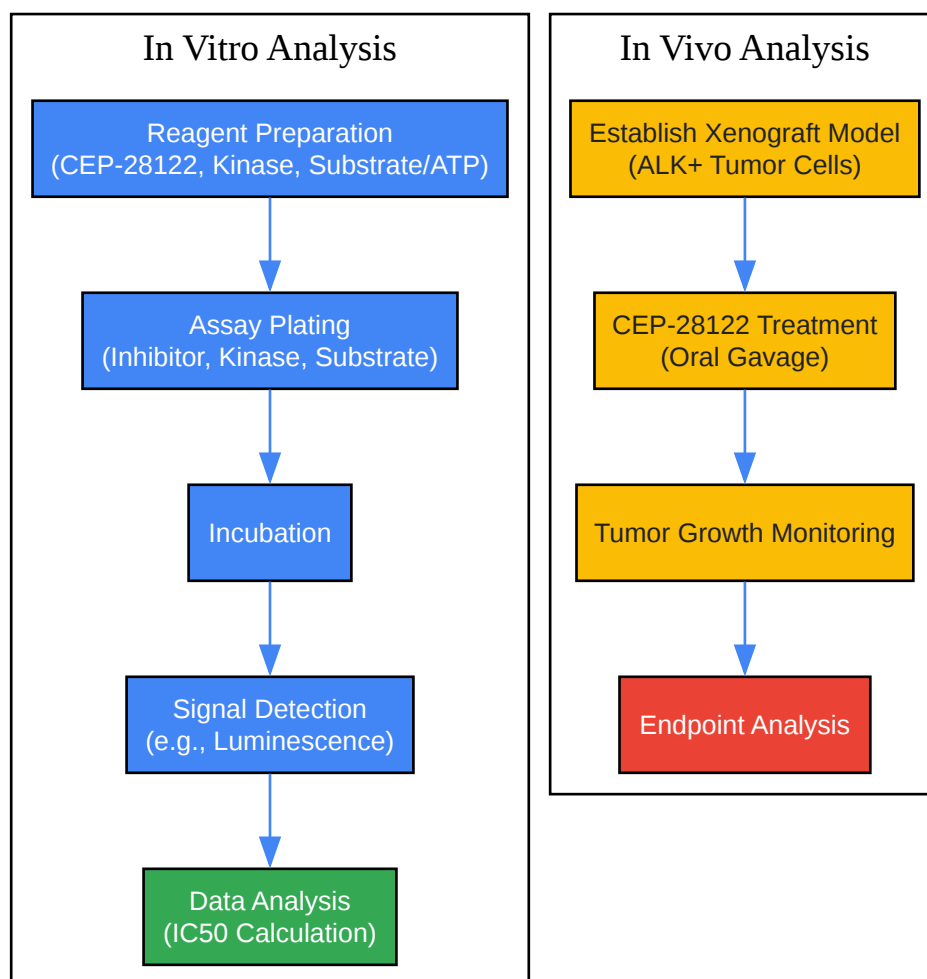 In Vitro Analysis
Reagent Preparation
(CEP-28122, Kinase, Substrate/ATP)
Assay Plating
(Inhibitor, Kinase, Substrate)
Incubation
Signal Detection
(e.g., Luminescence)
Data Analysis
(IC50 Calculation)
In Vivo Analysis
Establish Xenograft Model
(ALK+ Tumor Cells)
CEP-28122 Treatment
(Oral Gavage)
Tumor Growth Monitoring
Endpoint Analysis